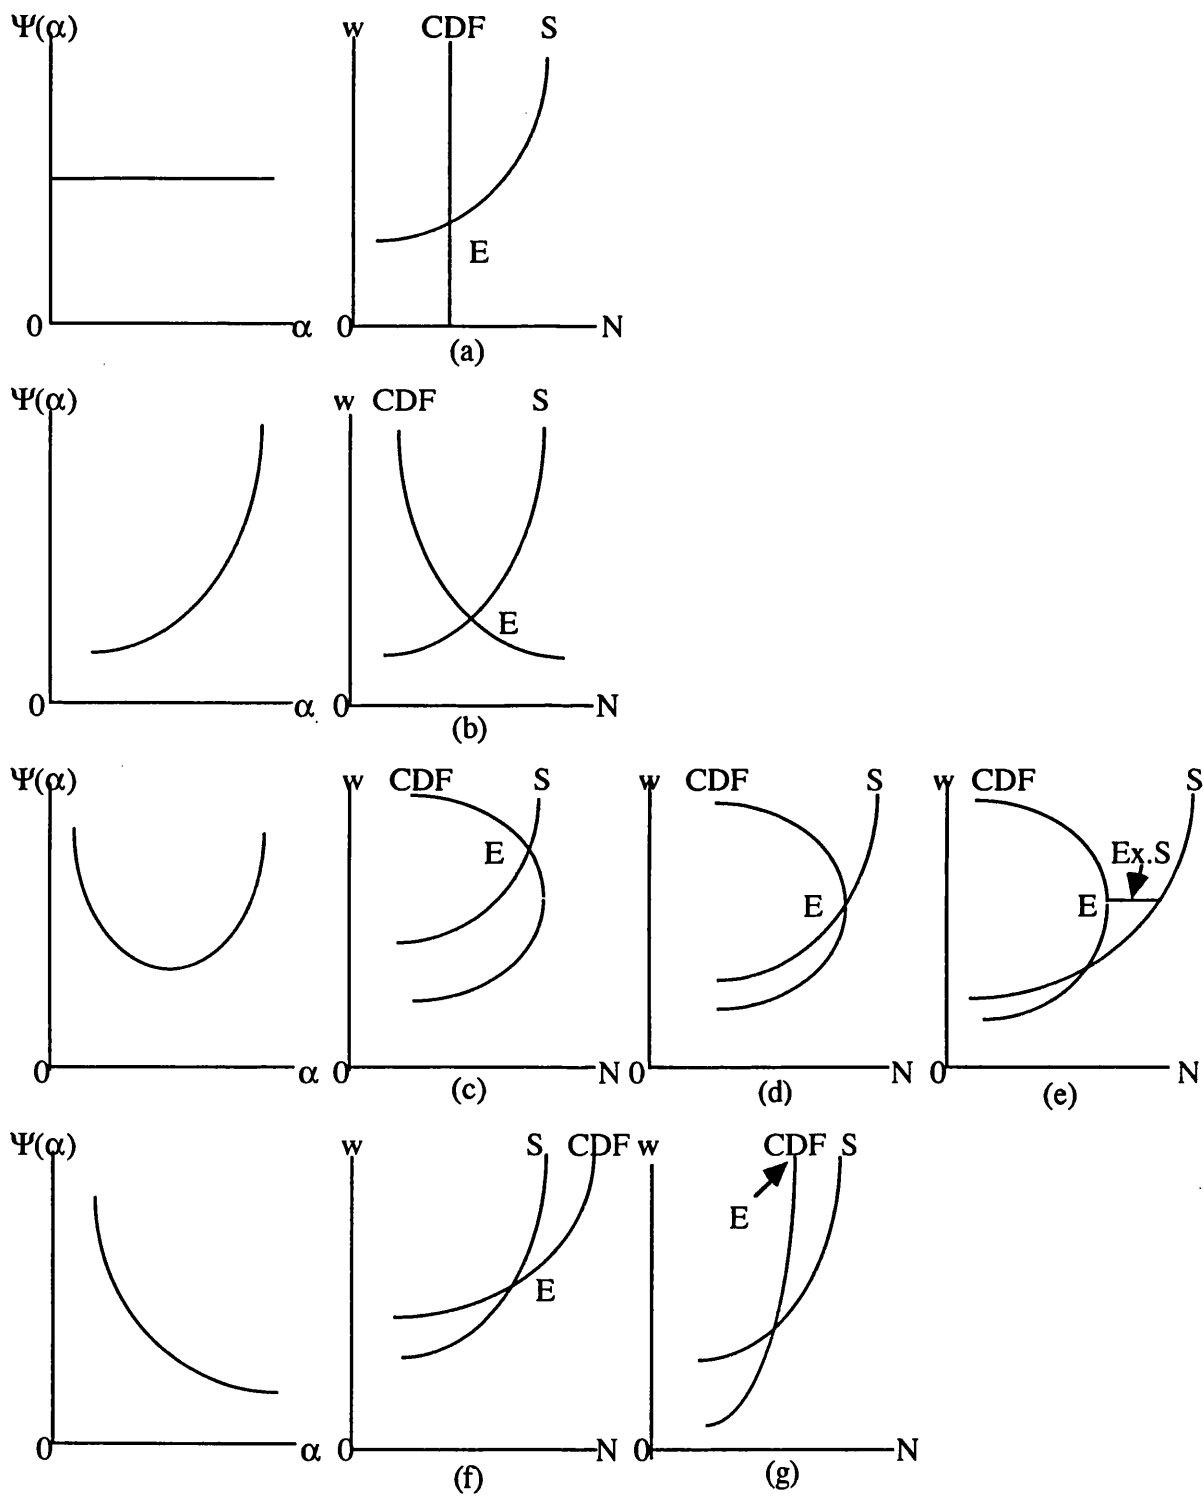 Ψ(α) w CDF S
E
0 α 0 N
(a)
Ψ(α) w CDF S
E
0 α 0 N
(b)
Ψ(α) w CDF S w CDF S w CDF S
E E Ex.S
E
0 α 0 N 0 N 0 N
(c) (d) (e)
Ψ(α) w S CDF w CDF S
E E
0 α 0 N 0 N
(f) (g)